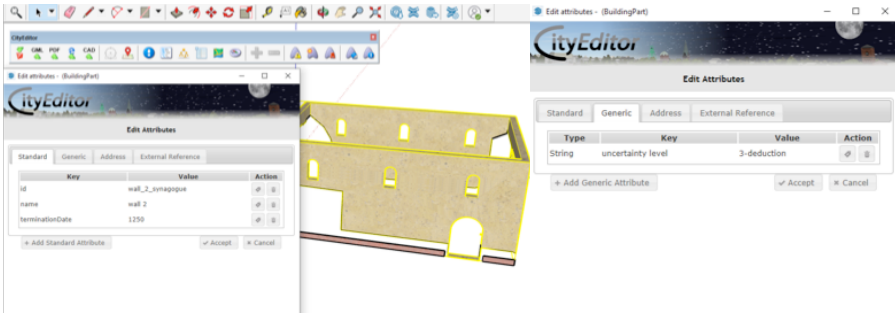 CityEditor
GML PDF CAD
Edit attributes - (BuildingPart)
CityEditor
Edit Attributes
Standard Generic Address External Reference
Key Value Action
id wall_2_synagogue
name wall 2
terminationDate 1250
+ Add Standard Attribute Accept Cancel
Edit attributes - (BuildingPart)
CityEditor
Edit Attributes
Standard Generic Address External Reference
Type Key Value Action
String uncertainty level 3-deduction
+ Add Generic Attribute Accept Cancel